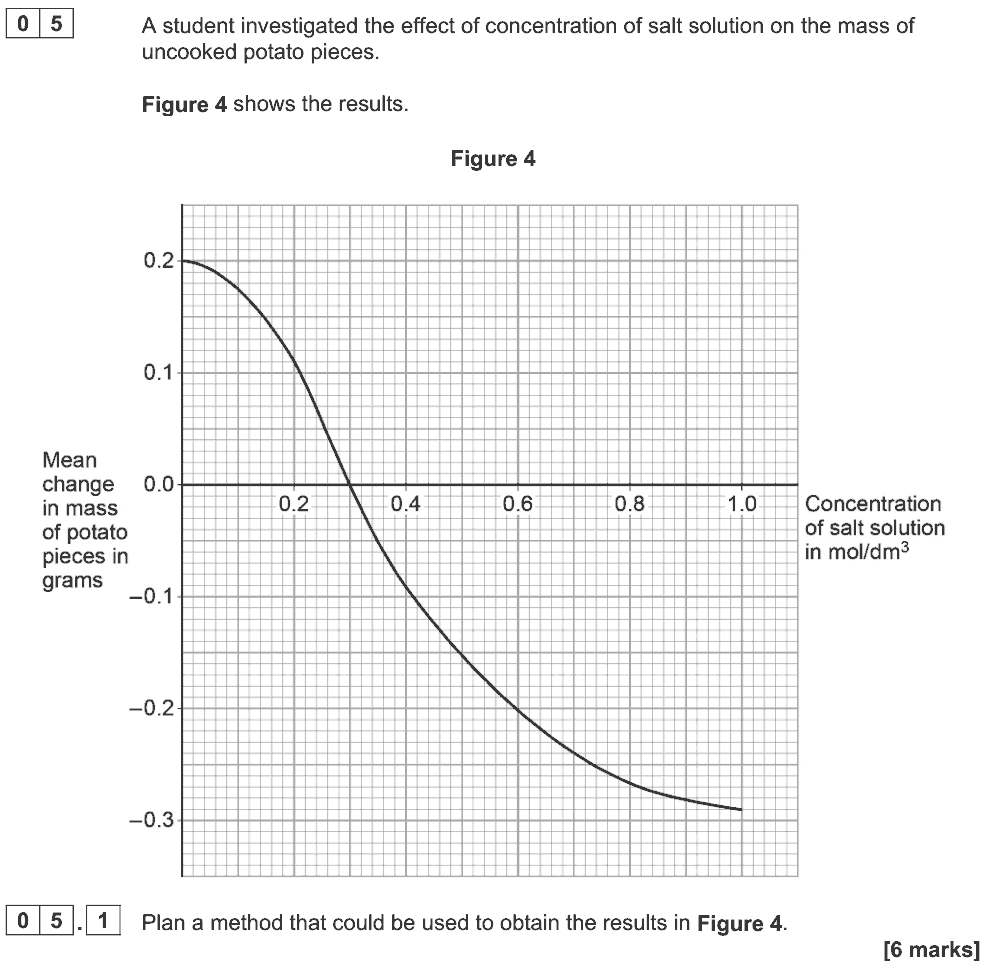 0 5 A student investigated the effect of concentration of salt solution on the mass of
uncooked potato pieces.
Figure 4 shows the results.
Figure 4
0.2
0.1
Mean
change
in mass
of potato
pieces in
grams
0.0
0.2 0.4 0.6 0.8 1.0
Concentration
of salt solution
in mol/dm³
−0.1
−0.2
−0.3
0 5 . 1 Plan a method that could be used to obtain the results in Figure 4.
[6 marks]